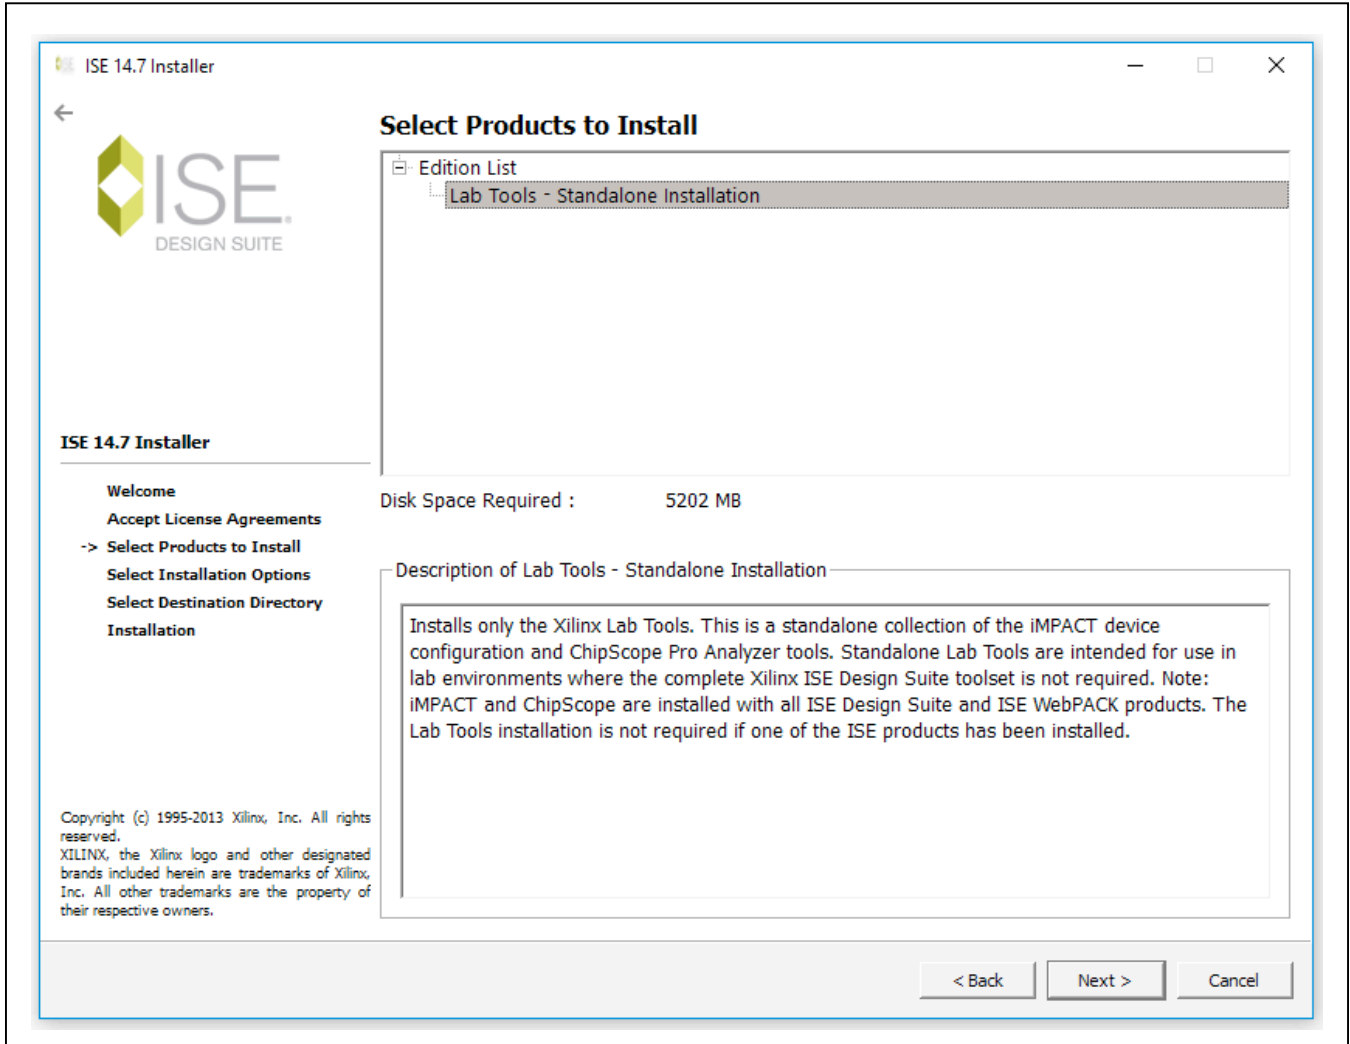 ISE 14.7 Installer
ISE
DESIGN SUITE
ISE 14.7 Installer
Welcome
Accept License Agreements
-> Select Products to Install
Select Installation Options
Select Destination Directory
Installation
Copyright (c) 1995-2013 Xilinx, Inc. All rights
reserved.
XILINX, the Xilinx logo and other designated
brands included herein are trademarks of Xilinx,
Inc. All other trademarks are the property of
their respective owners.
Select Products to Install
Edition List
Lab Tools - Standalone Installation
Disk Space Required : 5202 MB
Description of Lab Tools - Standalone Installation
Installs only the Xilinx Lab Tools. This is a standalone collection of the iMPACT device
configuration and ChipScope Pro Analyzer tools. Standalone Lab Tools are intended for use in
lab environments where the complete Xilinx ISE Design Suite toolset is not required. Note:
iMPACT and ChipScope are installed with all ISE Design Suite and ISE WebPACK products. The
Lab Tools installation is not required if one of the ISE products has been installed.
< Back
Next >
Cancel